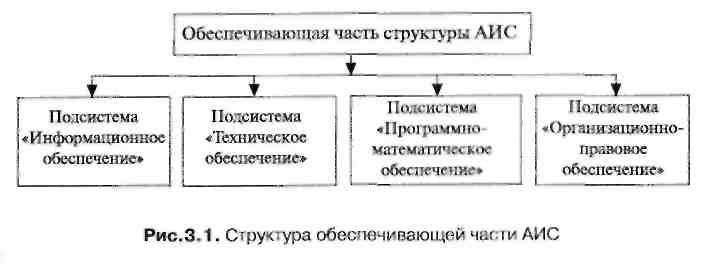 Обеспечивающая часть структуры АИС
Подсистема
«Информационное
обеспечение»
Подсистема
«Техническое
обеспечение»
Подсистема
«Программно-
математическое
обеспечение»
Подсистема
«Организационно-
правовое
обеспечение»
Рис.3.1. Структура обеспечивающей части АИС